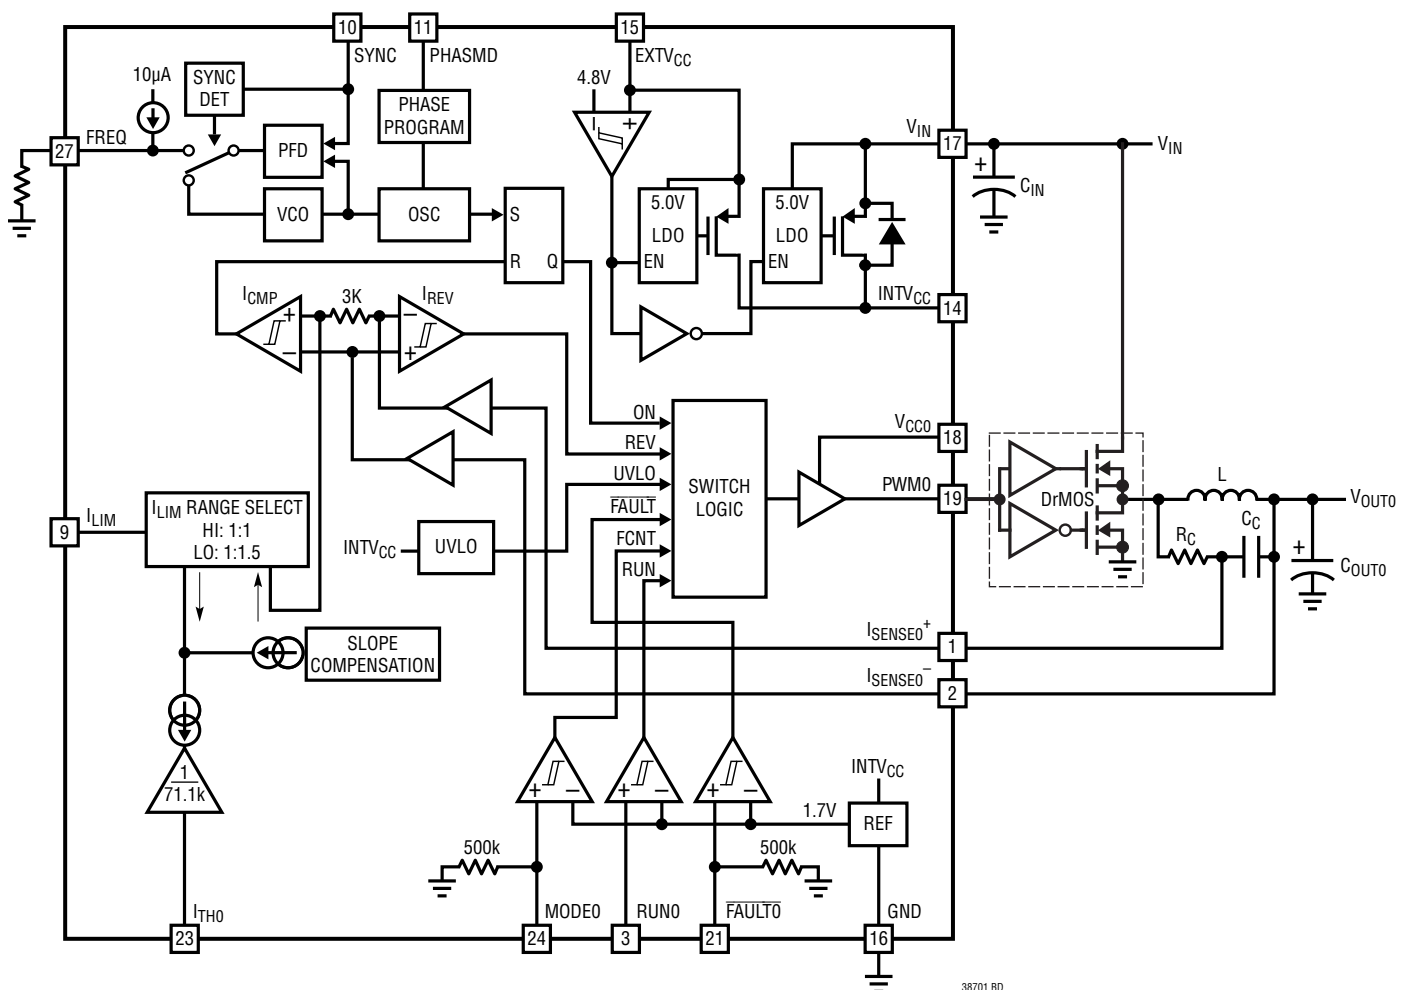 10
11
15
SYNC
PHASMD
EXTVCC
10µA
SYNC
DET
4.8V
PHASE
PROGRAM
− +
FREQ
27
PFD
VIN
17
VIN
+
CIN
VCO
OSC
S
R Q
5.0V
LDO
EN
5.0V
LDO
EN
INTVCC
14
ICMP
3K
IREV
+
−
−
+
ON
REV
UVLO
FAULT
FCNT
RUN
SWITCH
LOGIC
VCC0
18
PWM0
19
DrMOS
L
VOUT0
RC
CC
+
COUT0
9
ILIM
ILIM RANGE SELECT
HI: 1:1
LO: 1:1.5
INTVCC
UVLO
ISENSE0+
1
ISENSE0−
2
SLOPE
COMPENSATION
1
71.1k
+ −
+ −
+ −
INTVCC
1.7V
REF
500k
500k
ITH0
MODE0
RUN0
FAULT0
GND
23
24
3
21
16
38701 BD